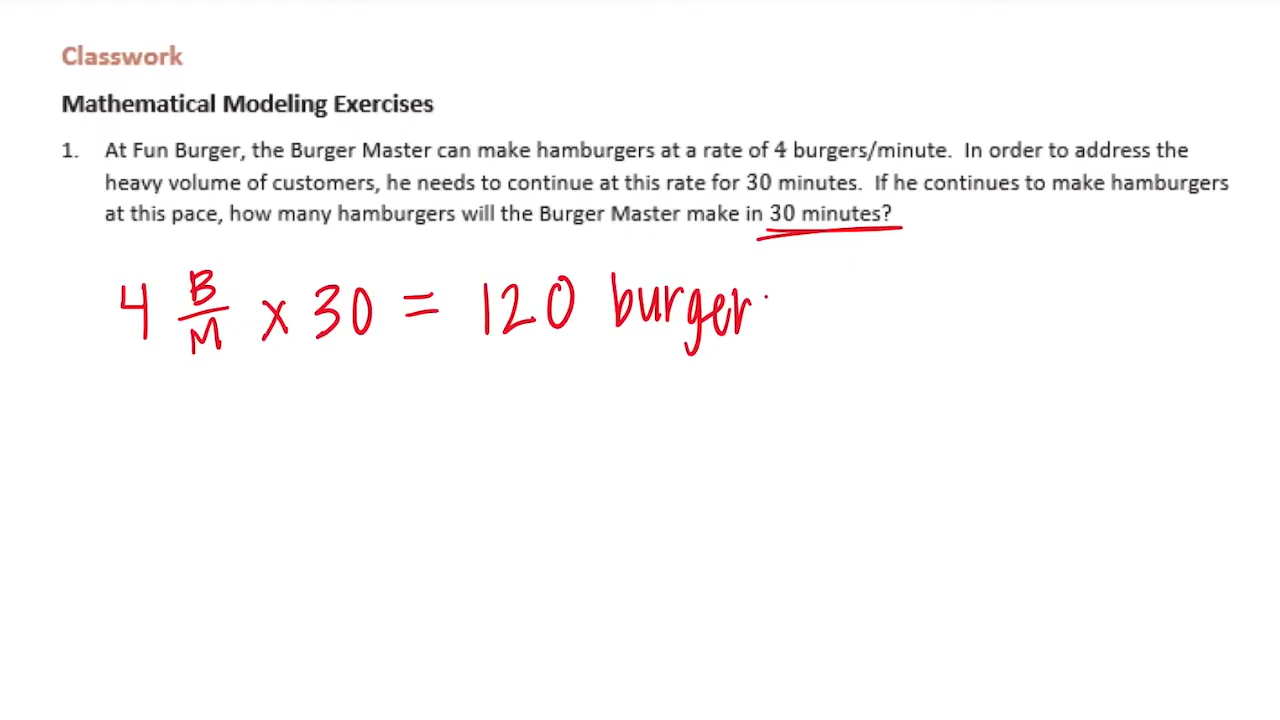 Classwork
Mathematical Modeling Exercises
1. At Fun Burger, the Burger Master can make hamburgers at a rate of 4 burgers/minute. In order to address the
heavy volume of customers, he needs to continue at this rate for 30 minutes. If he continues to make hamburgers
at this pace, how many hamburgers will the Burger Master make in 30 minutes?
4 B/M x 30 = 120 burger